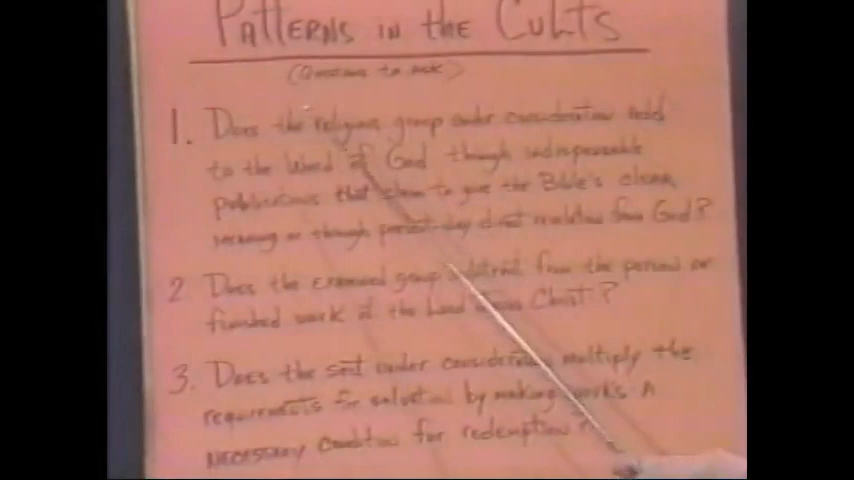 Patterns in the Cults
(Questions to ask)
1. Does the religious group under consideration add
to the Word of God through indispensable
publications that claim to give the Bible's clear
meaning or through present-day direct revelation from God?
2 Does the examined group subtract from the person or
finished work of the Lord Jesus Christ?
3. Does the sect under consideration multiply the
requirements for salvation by making works a
necessary condition for redemption?